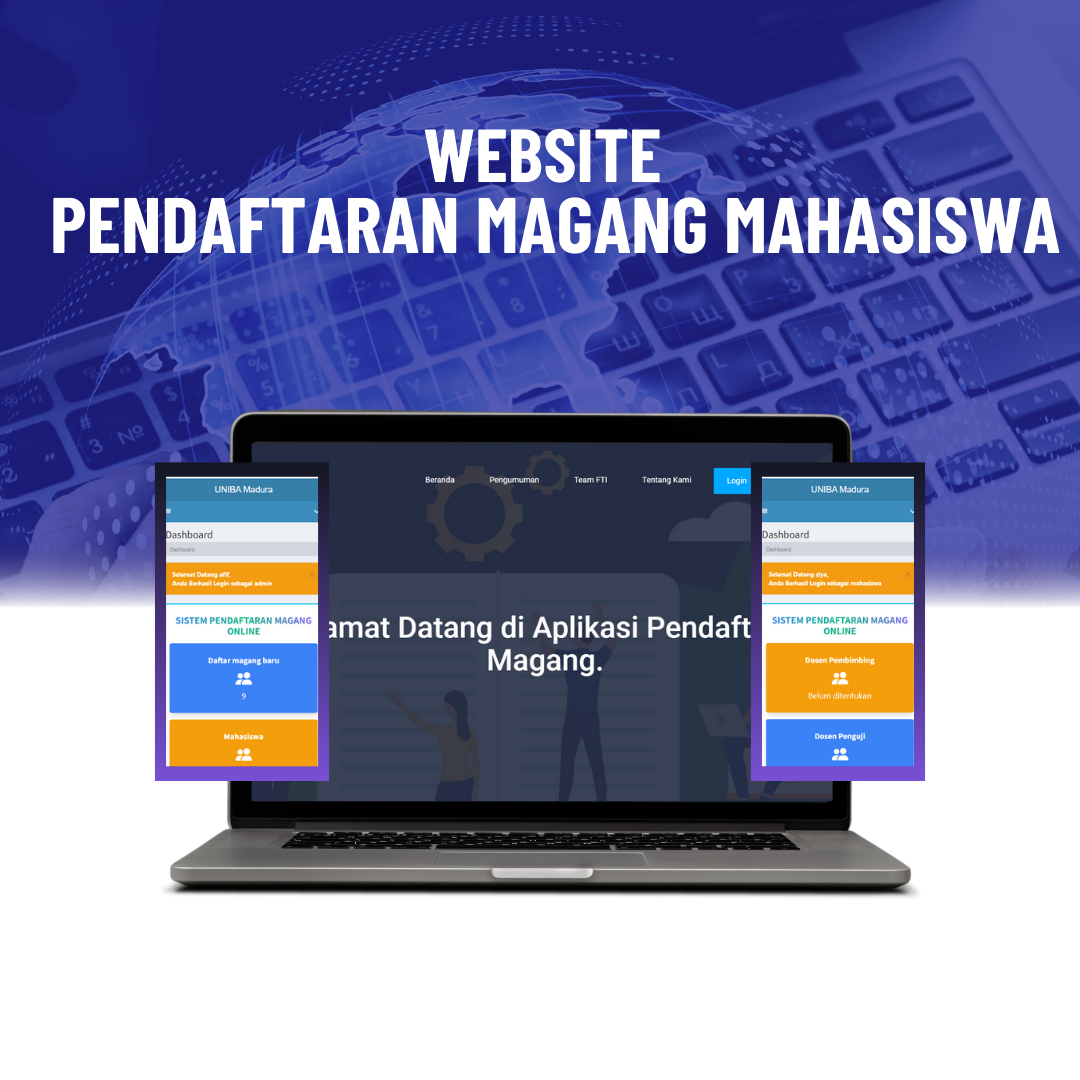 WEBSITE
PENDAFTARAN MAGANG MAHASISWA
Beranda Pengumuman Team FTI Tentang Kami Login
amat Datang di Aplikasi Pendaft
Magang.
UNIBA Madura
Dashboard
Dashboard
Selamat Datang afif,
Anda Berhasil Login sebagai admin
SISTEM PENDAFTARAN MAGANG
ONLINE
Daftar magang baru
9
Mahasiswa
UNIBA Madura
Dashboard
Dashboard
Selamat Datang ziya,
Anda Berhasil Login sebagai mahasiswa
SISTEM PENDAFTARAN MAGANG
ONLINE
Dosen Pembimbing
Belum ditentukan
Dosen Penguji